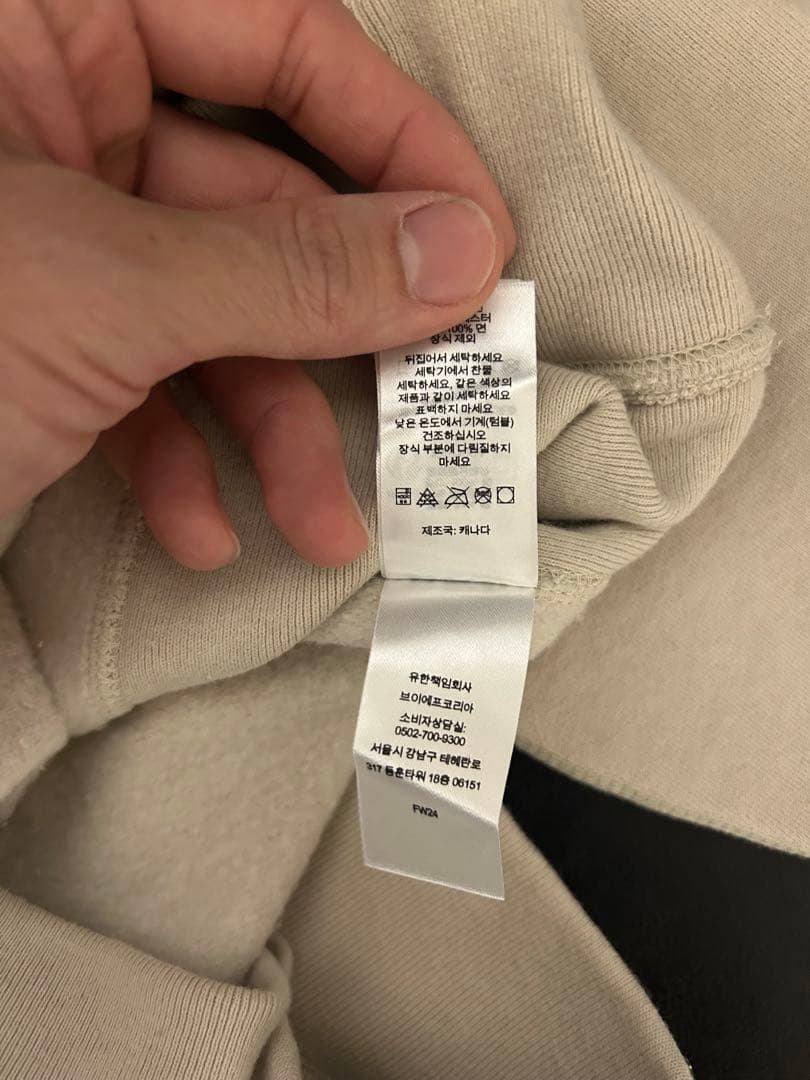 100% 면
장식 제외
뒤집어서 세탁하세요
세탁기에서 찬물
세탁하세요, 같은 색상의
제품과 같이 세탁하세요
표백하지 마세요
낮은 온도에서 기계(텀블)
건조하십시오
장식 부분에 다림질하지
마세요
제조국: 캐나다
유한책임회사
브이에프코리아
소비자상담실:
0502-700-9300
서울시 강남구 테헤란로
317 동훈타워 18층 06151
FW24